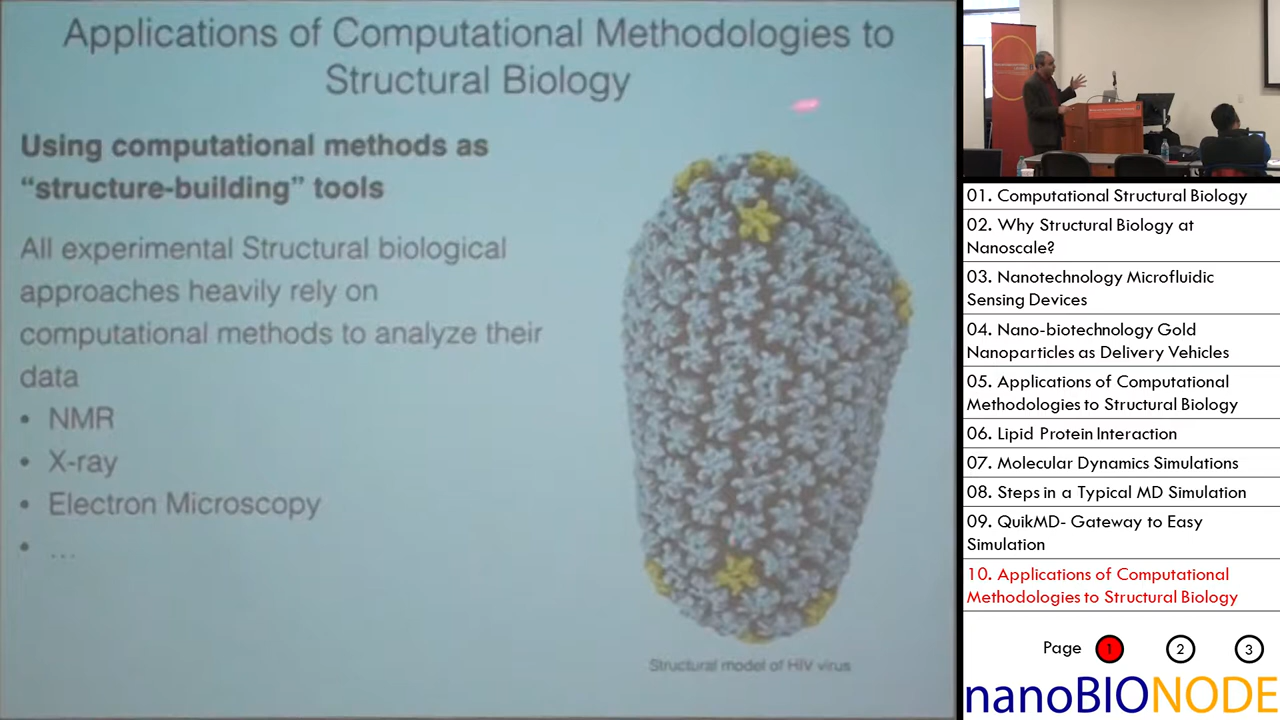 Applications of Computational Methodologies to
Structural Biology
Using computational methods as
“structure-building” tools
All experimental Structural biological
approaches heavily rely on
computational methods to analyze their
data
• NMR
• X-ray
• Electron Microscopy
• ...
Structural model of HIV virus
01. Computational Structural Biology
02. Why Structural Biology at
Nanoscale?
03. Nanotechnology Microfluidic
Sensing Devices
04. Nano-biotechnology Gold
Nanoparticles as Delivery Vehicles
05. Applications of Computational
Methodologies to Structural Biology
06. Lipid Protein Interaction
07. Molecular Dynamics Simulations
08. Steps in a Typical MD Simulation
09. QuikMD- Gateway to Easy
Simulation
10. Applications of Computational
Methodologies to Structural Biology
Page 1 2 3
nanoBIONODE